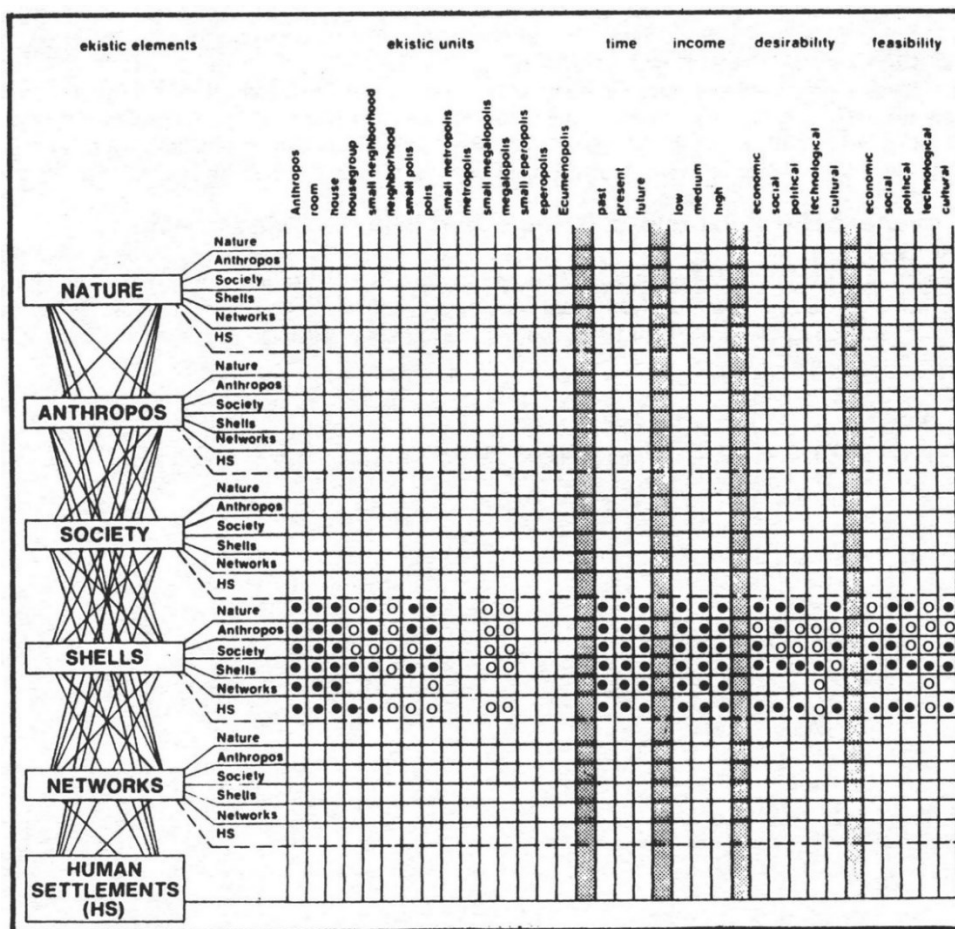 ekistic elements ekistic units time income desirability feasibility
Anthropos
room
house
housegroup
small neighborhood
neighborhood
small polis
polis
small metropolis
metropolis
small megalopolis
megalopolis
small eperopolis
eperopolis
Ecumenopolis
past
present
future
low
medium
high
economic
social
political
technological
cultural
economic
social
political
technological
cultural
NATURE
Nature
Anthropos
Society
Shells
Networks
HS
ANTHROPOS
Nature
Anthropos
Society
Shells
Networks
HS
SOCIETY
Nature
Anthropos
Society
Shells
Networks
HS
SHELLS
Nature
Anthropos
Society
Shells
Networks
HS
NETWORKS
Nature
Anthropos
Society
Shells
Networks
HS
HUMAN
SETTLEMENTS
(HS)